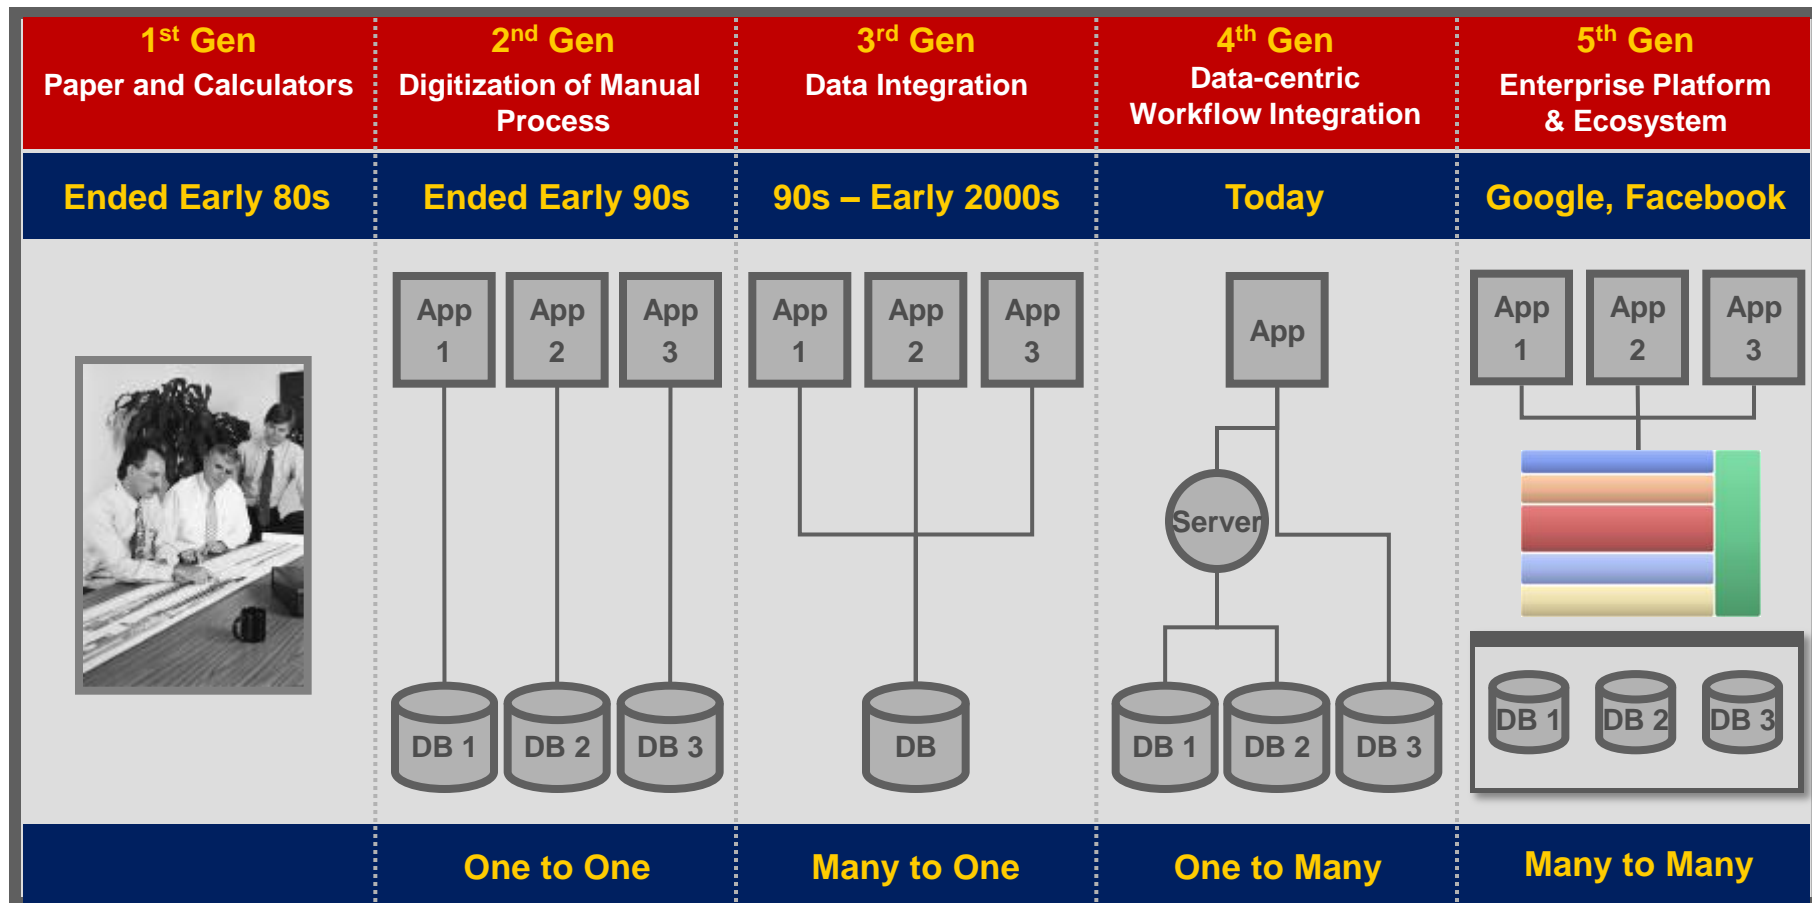 1st Gen
Paper and Calculators
2nd Gen
Digitization of Manual
Process
3rd Gen
Data Integration
4th Gen
Data-centric
Workflow Integration
5th Gen
Enterprise Platform
& Ecosystem
Ended Early 80s
Ended Early 90s
90s – Early 2000s
Today
Google, Facebook
App
1
App
2
App
3
DB 1
DB 2
DB 3
App
1
App
2
App
3
DB
App
Server
DB 1
DB 2
DB 3
App
1
App
2
App
3
DB 1
DB 2
DB 3
One to One
Many to One
One to Many
Many to Many